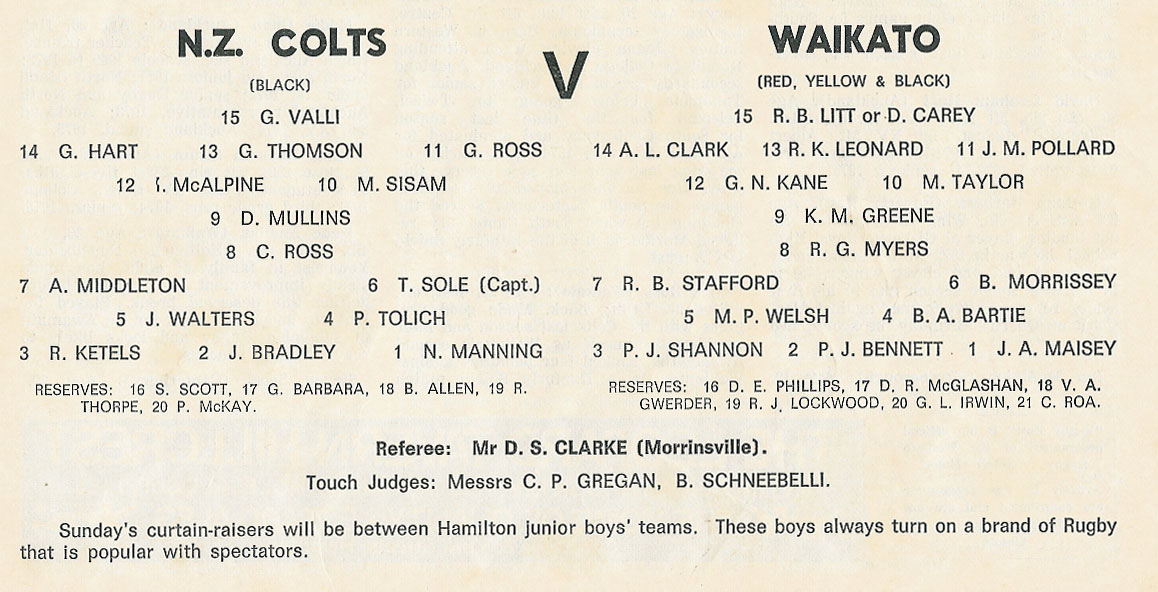 N.Z. COLTS V WAIKATO
(BLACK) (RED, YELLOW & BLACK)
15 G. VALLI 15 R. B. LITT or D. CAREY
14 G. HART 13 G. THOMSON 11 G. ROSS 14 A. L. CLARK 13 R. K. LEONARD 11 J. M. POLLARD
12 I. McALPINE 10 M. SISAM 12 G. N. KANE 10 M. TAYLOR
9 D. MULLINS 9 K. M. GREENE
8 C. ROSS 8 R. G. MYERS
7 A. MIDDLETON 6 T. SOLE (Capt.) 7 R. B. STAFFORD 6 B. MORRISSEY
5 J. WALTERS 4 P. TOLICH 5 M. P. WELSH 4 B. A. BARTIE
3 R. KETELS 2 J. BRADLEY 1 N. MANNING 3 P. J. SHANNON 2 P. J. BENNETT 1 J. A. MAISEY
RESERVES: 16 S. SCOTT, 17 G. BARBARA, 18 B. ALLEN, 19 R. RESERVES: 16 D. E. PHILLIPS, 17 D. R. McGLASHAN, 18 V. A.
THORPE, 20 P. McKAY. GWERDER, 19 R. J. LOCKWOOD, 20 G. L. IRWIN, 21 C. ROA.
Referee: Mr D. S. CLARKE (Morrinsville).
Touch Judges: Messrs C. P. GREGAN, B. SCHNEEBELLI.
Sunday's curtain-raisers will be between Hamilton junior boys' teams. These boys always turn on a brand of Rugby
that is popular with spectators.